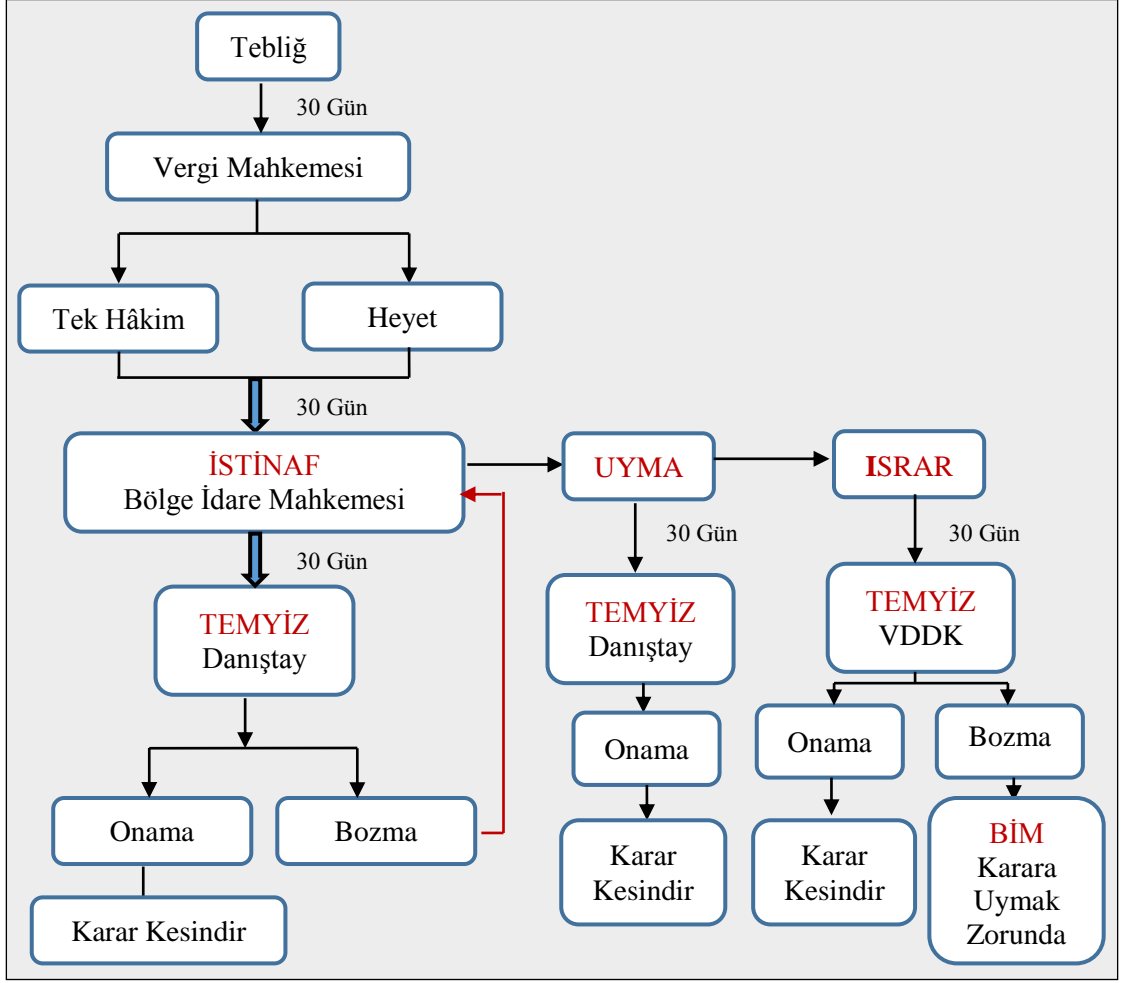 Tebliğ
30 Gün
Vergi Mahkemesi
Tek Hâkim
Heyet
30 Gün
İSTİNAF
Bölge İdare Mahkemesi
UYMA
ISRAR
30 Gün
30 Gün
30 Gün
TEMYİZ
Danıştay
TEMYİZ
Danıştay
TEMYİZ
VDDK
Onama
Bozma
Onama
Onama
Bozma
Karar Kesindir
Karar
Kesindir
Karar
Kesindir
BİM
Karara
Uymak
Zorunda